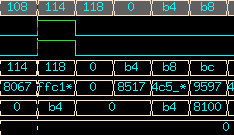 108 114 118 0 b4 b8
114 118 0 b4 b8 bc
8067 ffc1* 0 8517 4c5_* 9597
0 b4 0 b4 8100
0